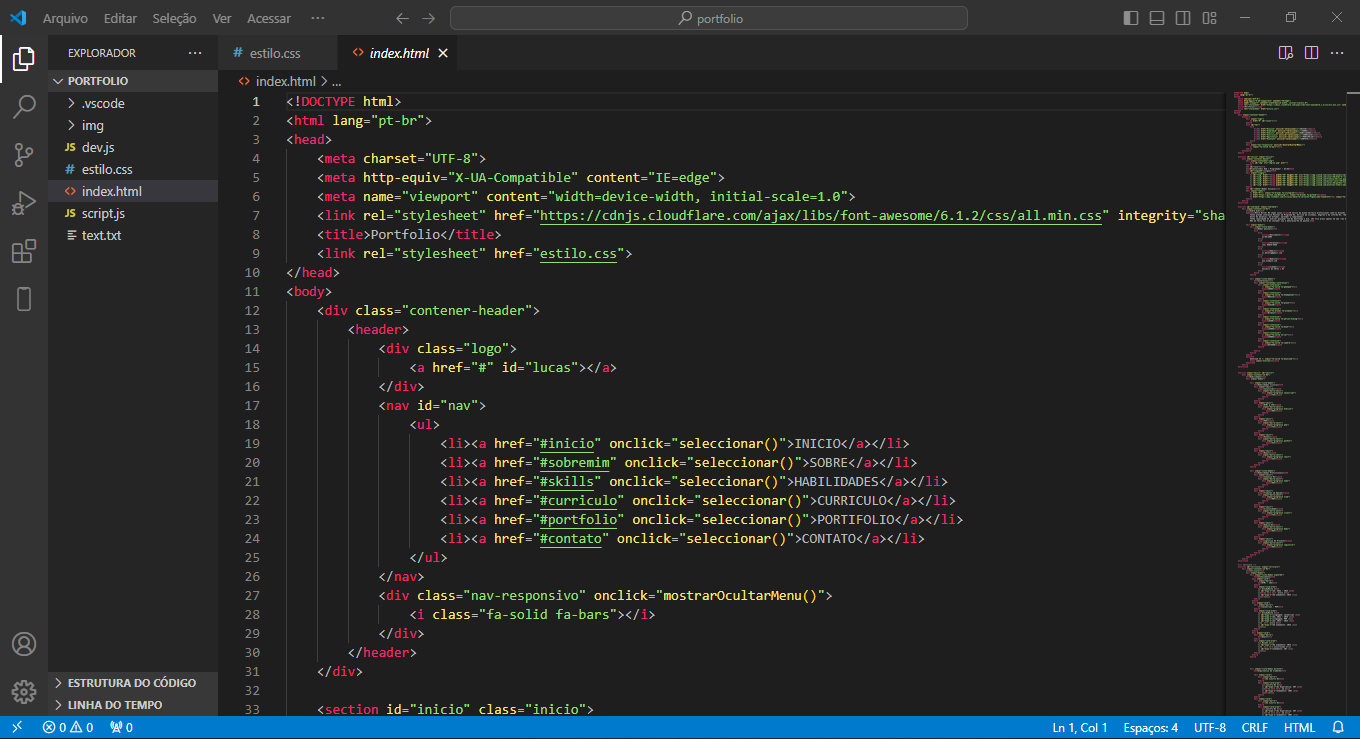 Arquivo Editar Seleção Ver Acessar ··· portfolio
EXPLORADOR ···
PORTFOLIO
.vscode
img
JS dev.js
# estilo.css
<> index.html
JS script.js
text.txt
ESTRUTURA DO CÓDIGO
LINHA DO TEMPO
# estilo.css <> index.html
<> index.html > ...
1 <!DOCTYPE html>
2 <html lang="pt-br">
3 <head>
4 <meta charset="UTF-8">
5 <meta http-equiv="X-UA-Compatible" content="IE=edge">
6 <meta name="viewport" content="width=device-width, initial-scale=1.0">
7 <link rel="stylesheet" href="https://cdnjs.cloudflare.com/ajax/libs/font-awesome/6.1.2/css/all.min.css" integrity="sha
8 <title>Portfolio</title>
9 <link rel="stylesheet" href="estilo.css">
10 </head>
11 <body>
12 <div class="contener-header">
13 <header>
14 <div class="logo">
15 <a href="#" id="lucas"></a>
16 </div>
17 <nav id="nav">
18 <ul>
19 <li><a href="#inicio" onclick="seleccionar()">INICIO</a></li>
20 <li><a href="#sobremim" onclick="seleccionar()">SOBRE</a></li>
21 <li><a href="#skills" onclick="seleccionar()">HABILIDADES</a></li>
22 <li><a href="#curriculo" onclick="seleccionar()">CURRICULO</a></li>
23 <li><a href="#portfolio" onclick="seleccionar()">PORTIFOLIO</a></li>
24 <li><a href="#contato" onclick="seleccionar()">CONTATO</a></li>
25 </ul>
26 </nav>
27 <div class="nav-responsivo" onclick="mostrarOcultarMenu()">
28 <i class="fa-solid fa-bars"></i>
29 </div>
30 </header>
31 </div>
32
33 <section id="inicio" class="inicio">
0 0 0 Ln 1, Col 1 Espaços: 4 UTF-8 CRLF HTML